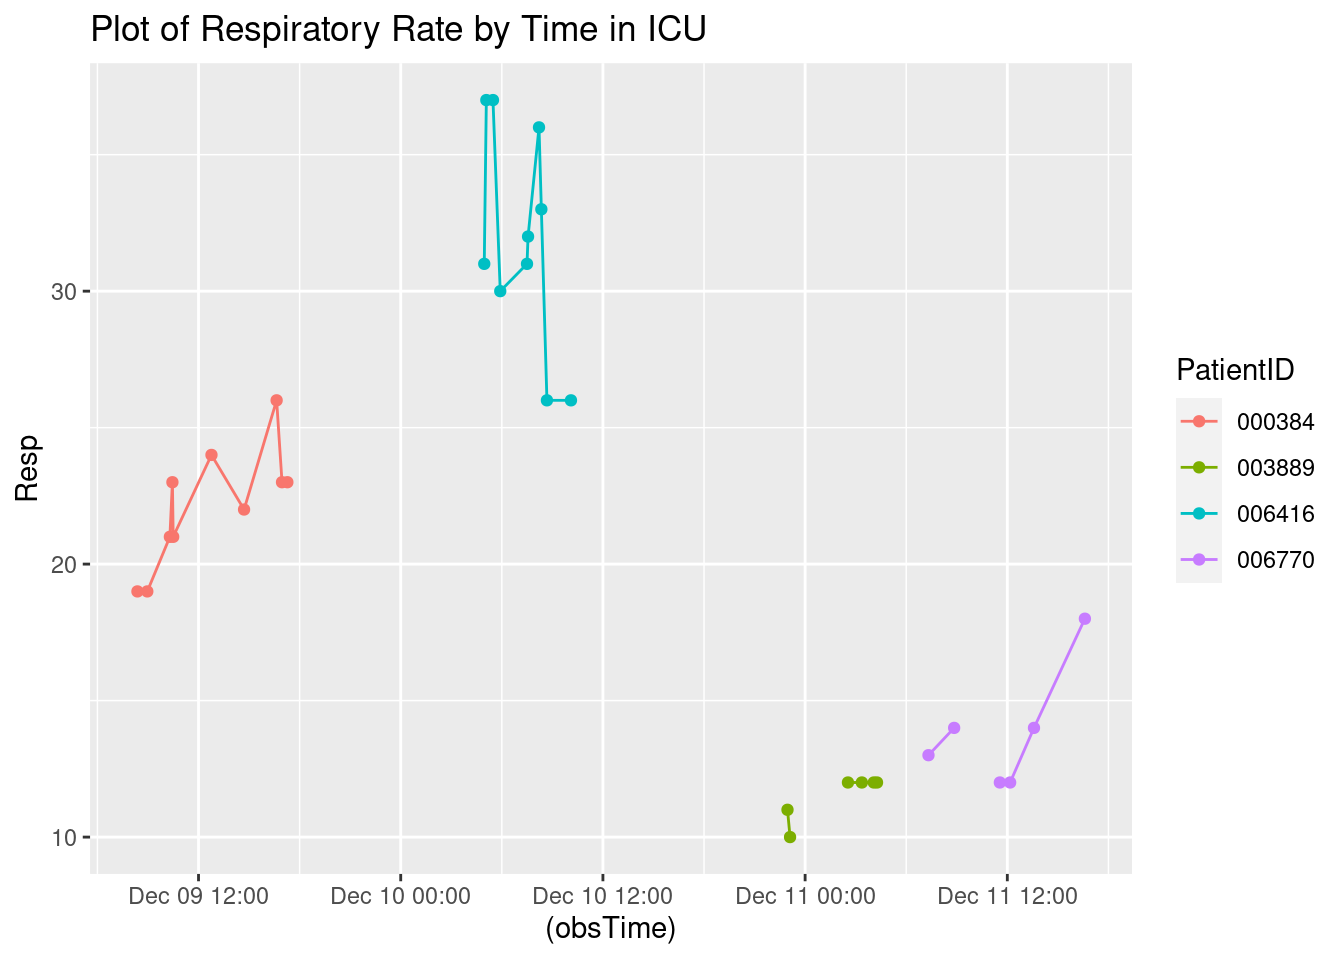 Plot of Respiratory Rate by Time in ICU
Resp
30
20
10
Dec 09 12:00
Dec 10 00:00
Dec 10 12:00
Dec 11 00:00
Dec 11 12:00
(obsTime)
PatientID
000384
003889
006416
006770